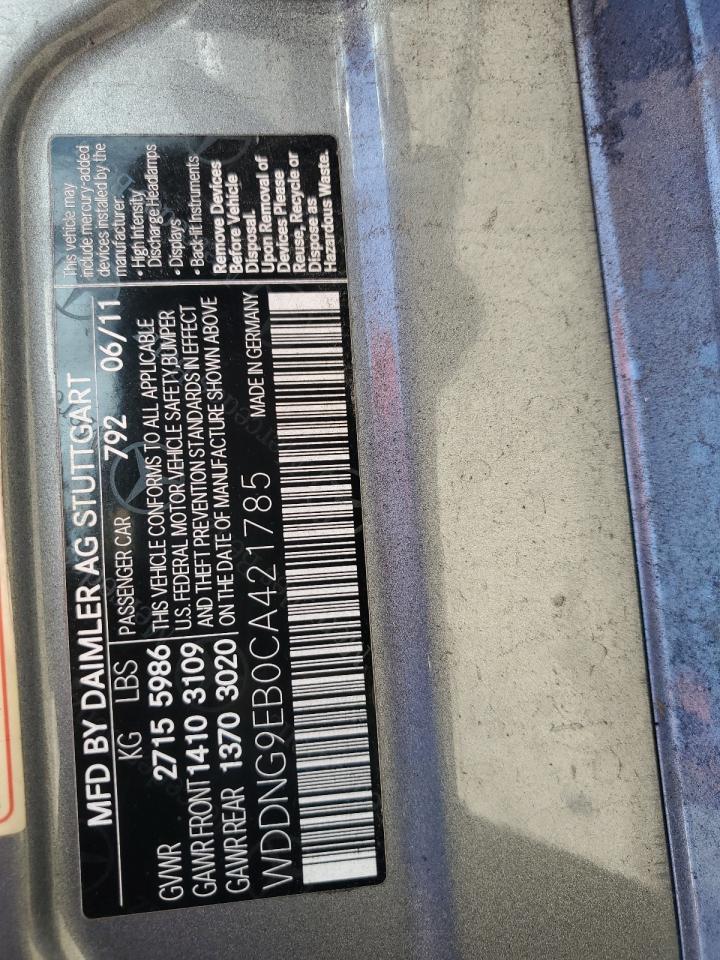 MFD BY DAIMLER AG STUTTGART
KG LBS PASSENGER CAR 792 06/11
GVWR 2715 5986
GAWR FRONT 1410 3109
GAWR REAR 1370 3020
THIS VEHICLE CONFORMS TO ALL APPLICABLE
U.S. FEDERAL MOTOR VEHICLE SAFETY, BUMPER
AND THEFT PREVENTION STANDARDS IN EFFECT
ON THE DATE OF MANUFACTURE SHOWN ABOVE
WDDNG9EB0CA421785 MADE IN GERMANY
This vehicle may
include mercury-added
devices installed by the
manufacturer:
• High Intensity
Discharge Headlamps
• Displays
• Back-lit Instruments
Remove Devices
Before Vehicle
Disposal.
Upon Removal of
Devices Please
Reuse, Recycle or
Dispose as
Hazardous Waste.